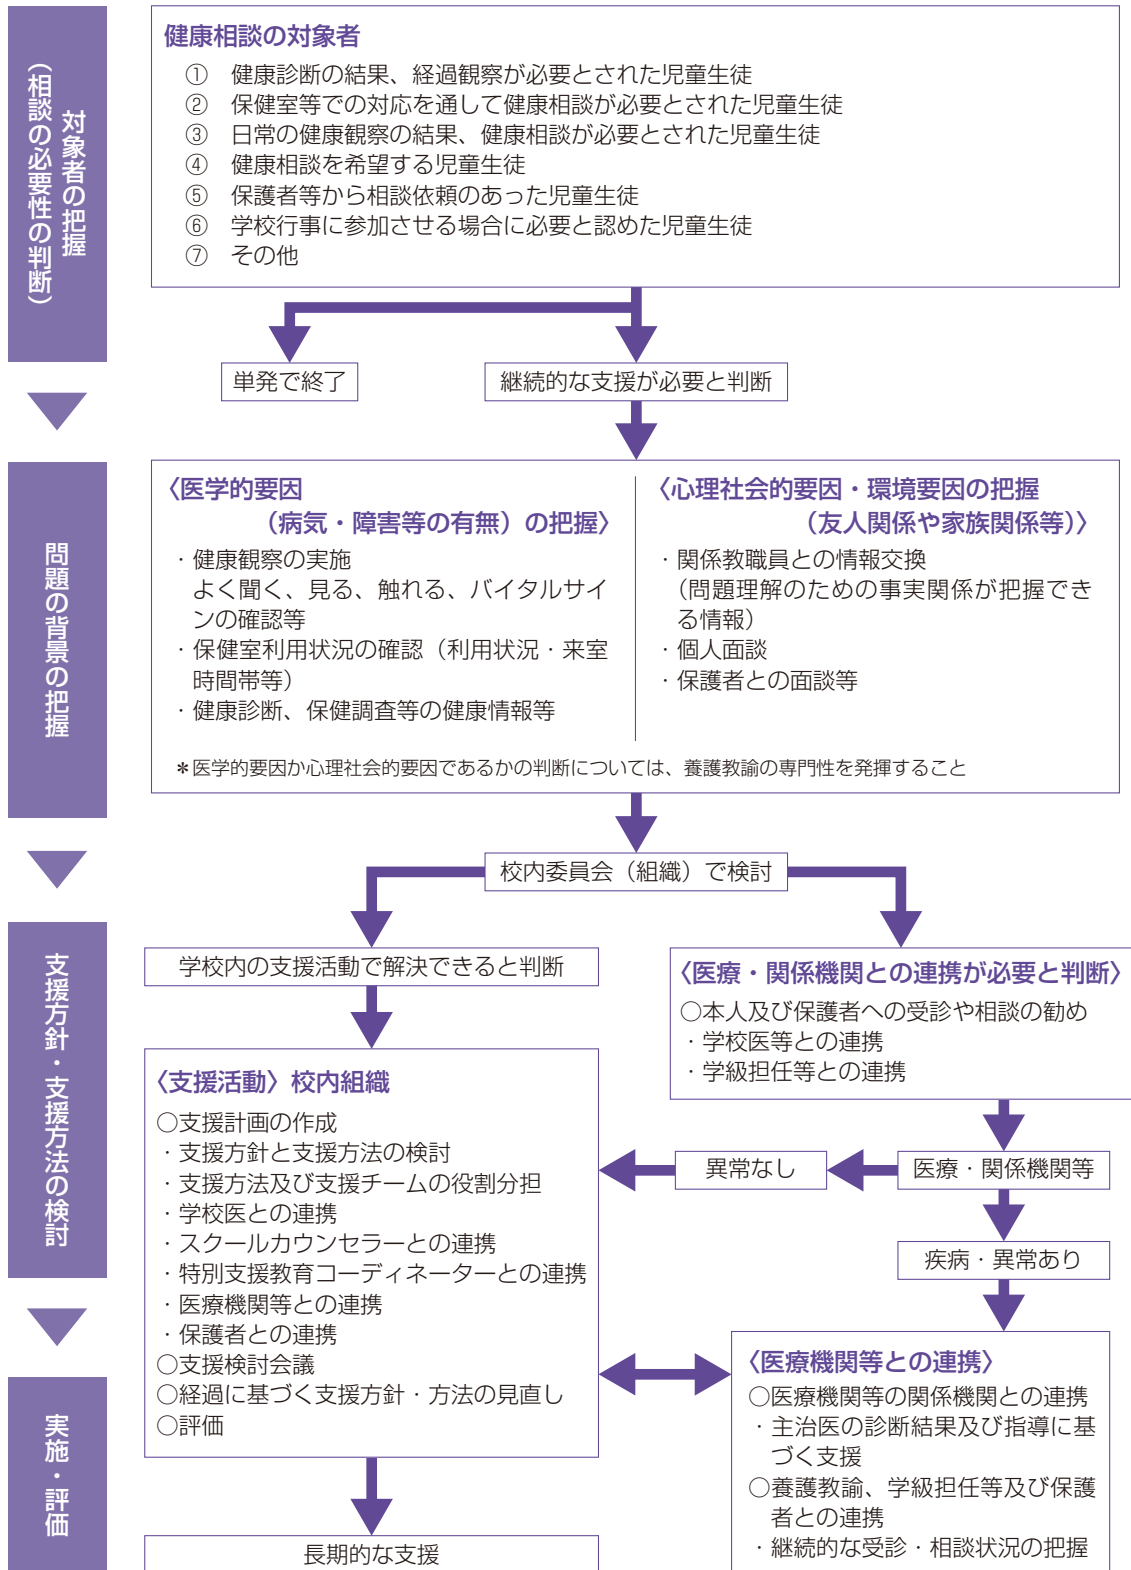 対象者の把握
（相談の必要性の判断）
健康相談の対象者
① 健康診断の結果、経過観察が必要とされた児童生徒
② 保健室等での対応を通して健康相談が必要とされた児童生徒
③ 日常の健康観察の結果、健康相談が必要とされた児童生徒
④ 健康相談を希望する児童生徒
⑤ 保護者等から相談依頼のあった児童生徒
⑥ 学校行事に参加させる場合に必要と認めた児童生徒
⑦ その他
単発で終了
継続的な支援が必要と判断
問題の背景の把握
〈医学的要因
（病気・障害等の有無）の把握〉
・健康観察の実施
よく聞く、見る、触れる、バイタルサイ
ンの確認等
・保健室利用状況の確認（利用状況・来室
時間帯等）
・健康診断、保健調査等の健康情報等
〈心理社会的要因・環境要因の把握
（友人関係や家族関係等）〉
・関係教職員との情報交換
（問題理解のための事実関係が把握でき
る情報）
・個人面談
・保護者との面談等
＊医学的要因か心理社会的要因であるかの判断については、養護教諭の専門性を発揮すること
校内委員会（組織）で検討
支援方針・支援方法の検討
学校内の支援活動で解決できると判断
〈医療・関係機関との連携が必要と判断〉
○本人及び保護者への受診や相談の勧め
・学校医等との連携
・学級担任等との連携
〈支援活動〉校内組織
○支援計画の作成
・支援方針と支援方法の検討
・支援方法及び支援チームの役割分担
・学校医との連携
・スクールカウンセラーとの連携
・特別支援教育コーディネーターとの連携
・医療機関等との連携
・保護者との連携
○支援検討会議
○経過に基づく支援方針・方法の見直し
○評価
異常なし
医療・関係機関等
疾病・異常あり
実施・評価
〈医療機関等との連携〉
○医療機関等の関係機関との連携
・主治医の診断結果及び指導に基
づく支援
○養護教諭、学級担任等及び保護
者との連携
・継続的な受診・相談状況の把握
長期的な支援